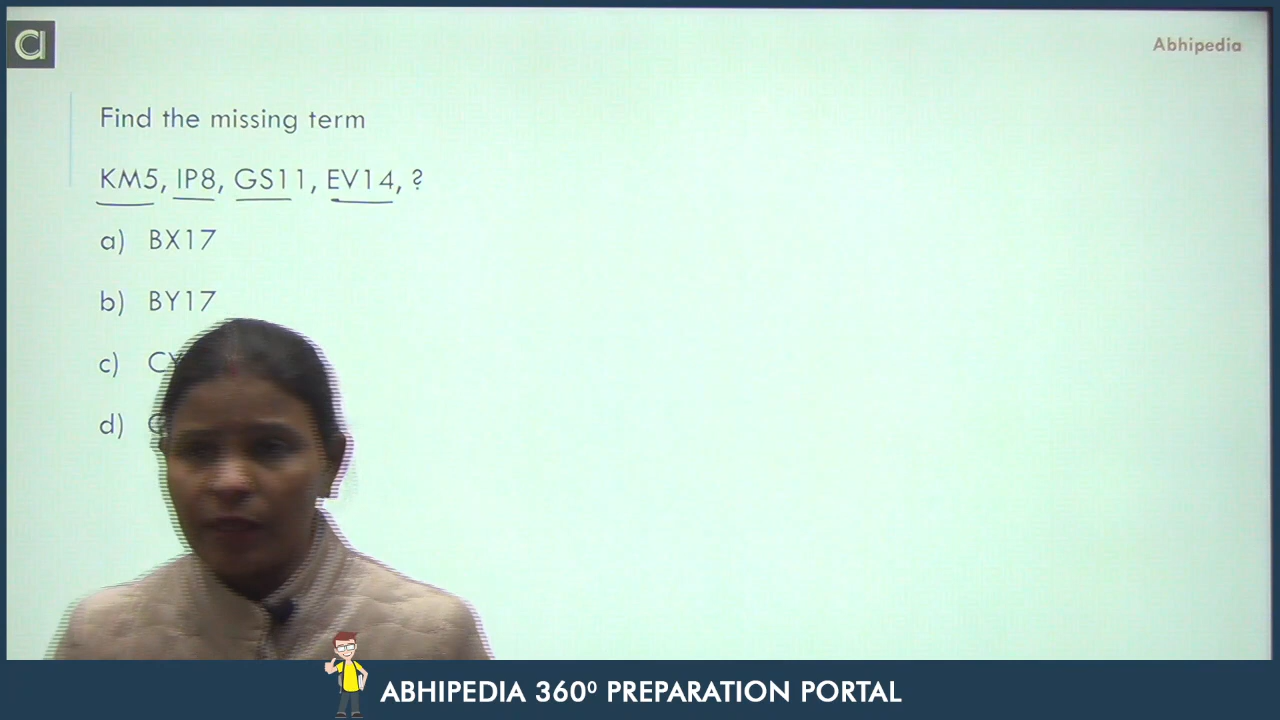 Abhipedia
Find the missing term
KM5, IP8, GS11, EV14, ?
a) BX17
b) BY17
c)
d)
ABHIPEDIA 360⁰ PREPARATION PORTAL